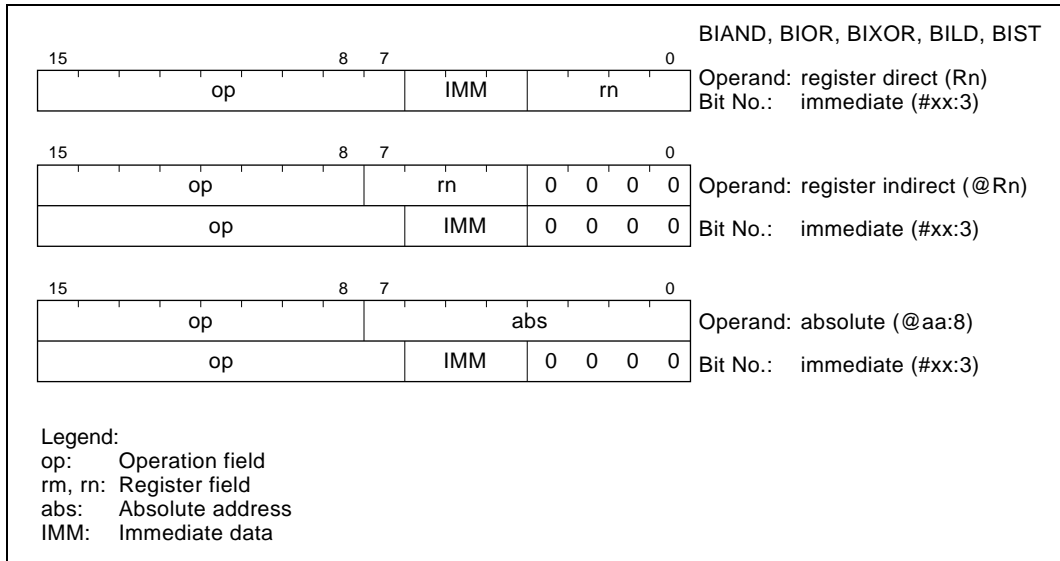 BIAND, BIOR, BIXOR, BILD, BIST
15 8 7 0
op IMM rn
Operand: register direct (Rn)
Bit No.: immediate (#xx:3)
15 8 7 0
op rn 0 0 0 0 Operand: register indirect (@Rn)
op IMM 0 0 0 0 Bit No.: immediate (#xx:3)
15 8 7 0
op abs Operand: absolute (@aa:8)
op IMM 0 0 0 0 Bit No.: immediate (#xx:3)
Legend:
op: Operation field
rm, rn: Register field
abs: Absolute address
IMM: Immediate data